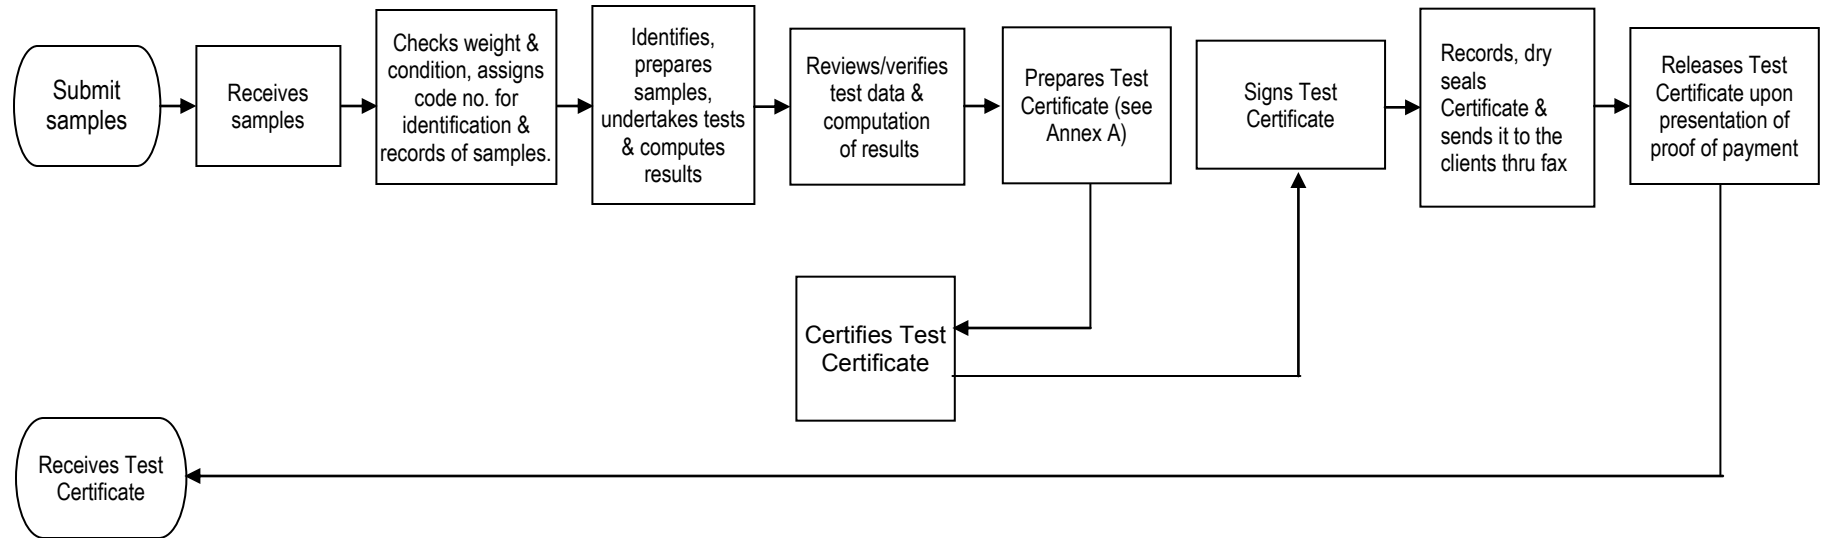 Submit
samples
Receives
samples
Checks weight &
condition, assigns
code no. for
identification &
records of samples.
Identifies,
prepares
samples,
undertakes tests
& computes
results
Reviews/verifies
test data &
computation
of results
Prepares Test
Certificate (see
Annex A)
Signs Test
Certificate
Records, dry
seals
Certificate &
sends it to the
clients thru fax
Releases Test
Certificate upon
presentation of
proof of payment
Certifies Test
Certificate
Receives Test
Certificate